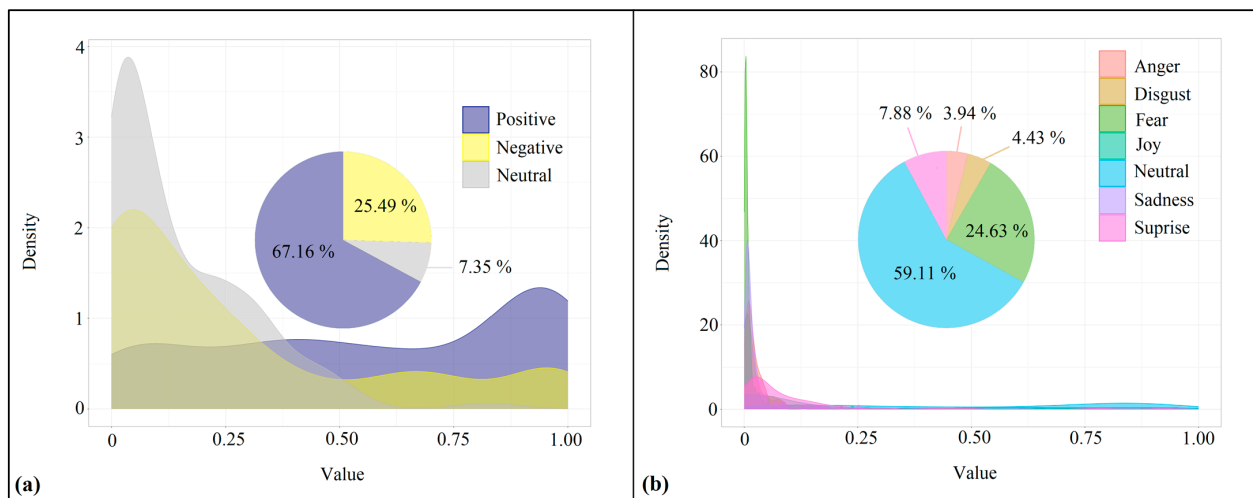 4
3
2
1
0
Density
0
0.25
0.50
0.75
1.00
Value
(a)
Positive
Negative
Neutral
25.49 %
67.16 %
7.35 %
80
60
40
20
0
Density
0
0.25
0.50
0.75
1.00
Value
(b)
Anger
Disgust
Fear
Joy
Neutral
Sadness
Suprise
7.88 %
3.94 %
4.43 %
24.63 %
59.11 %